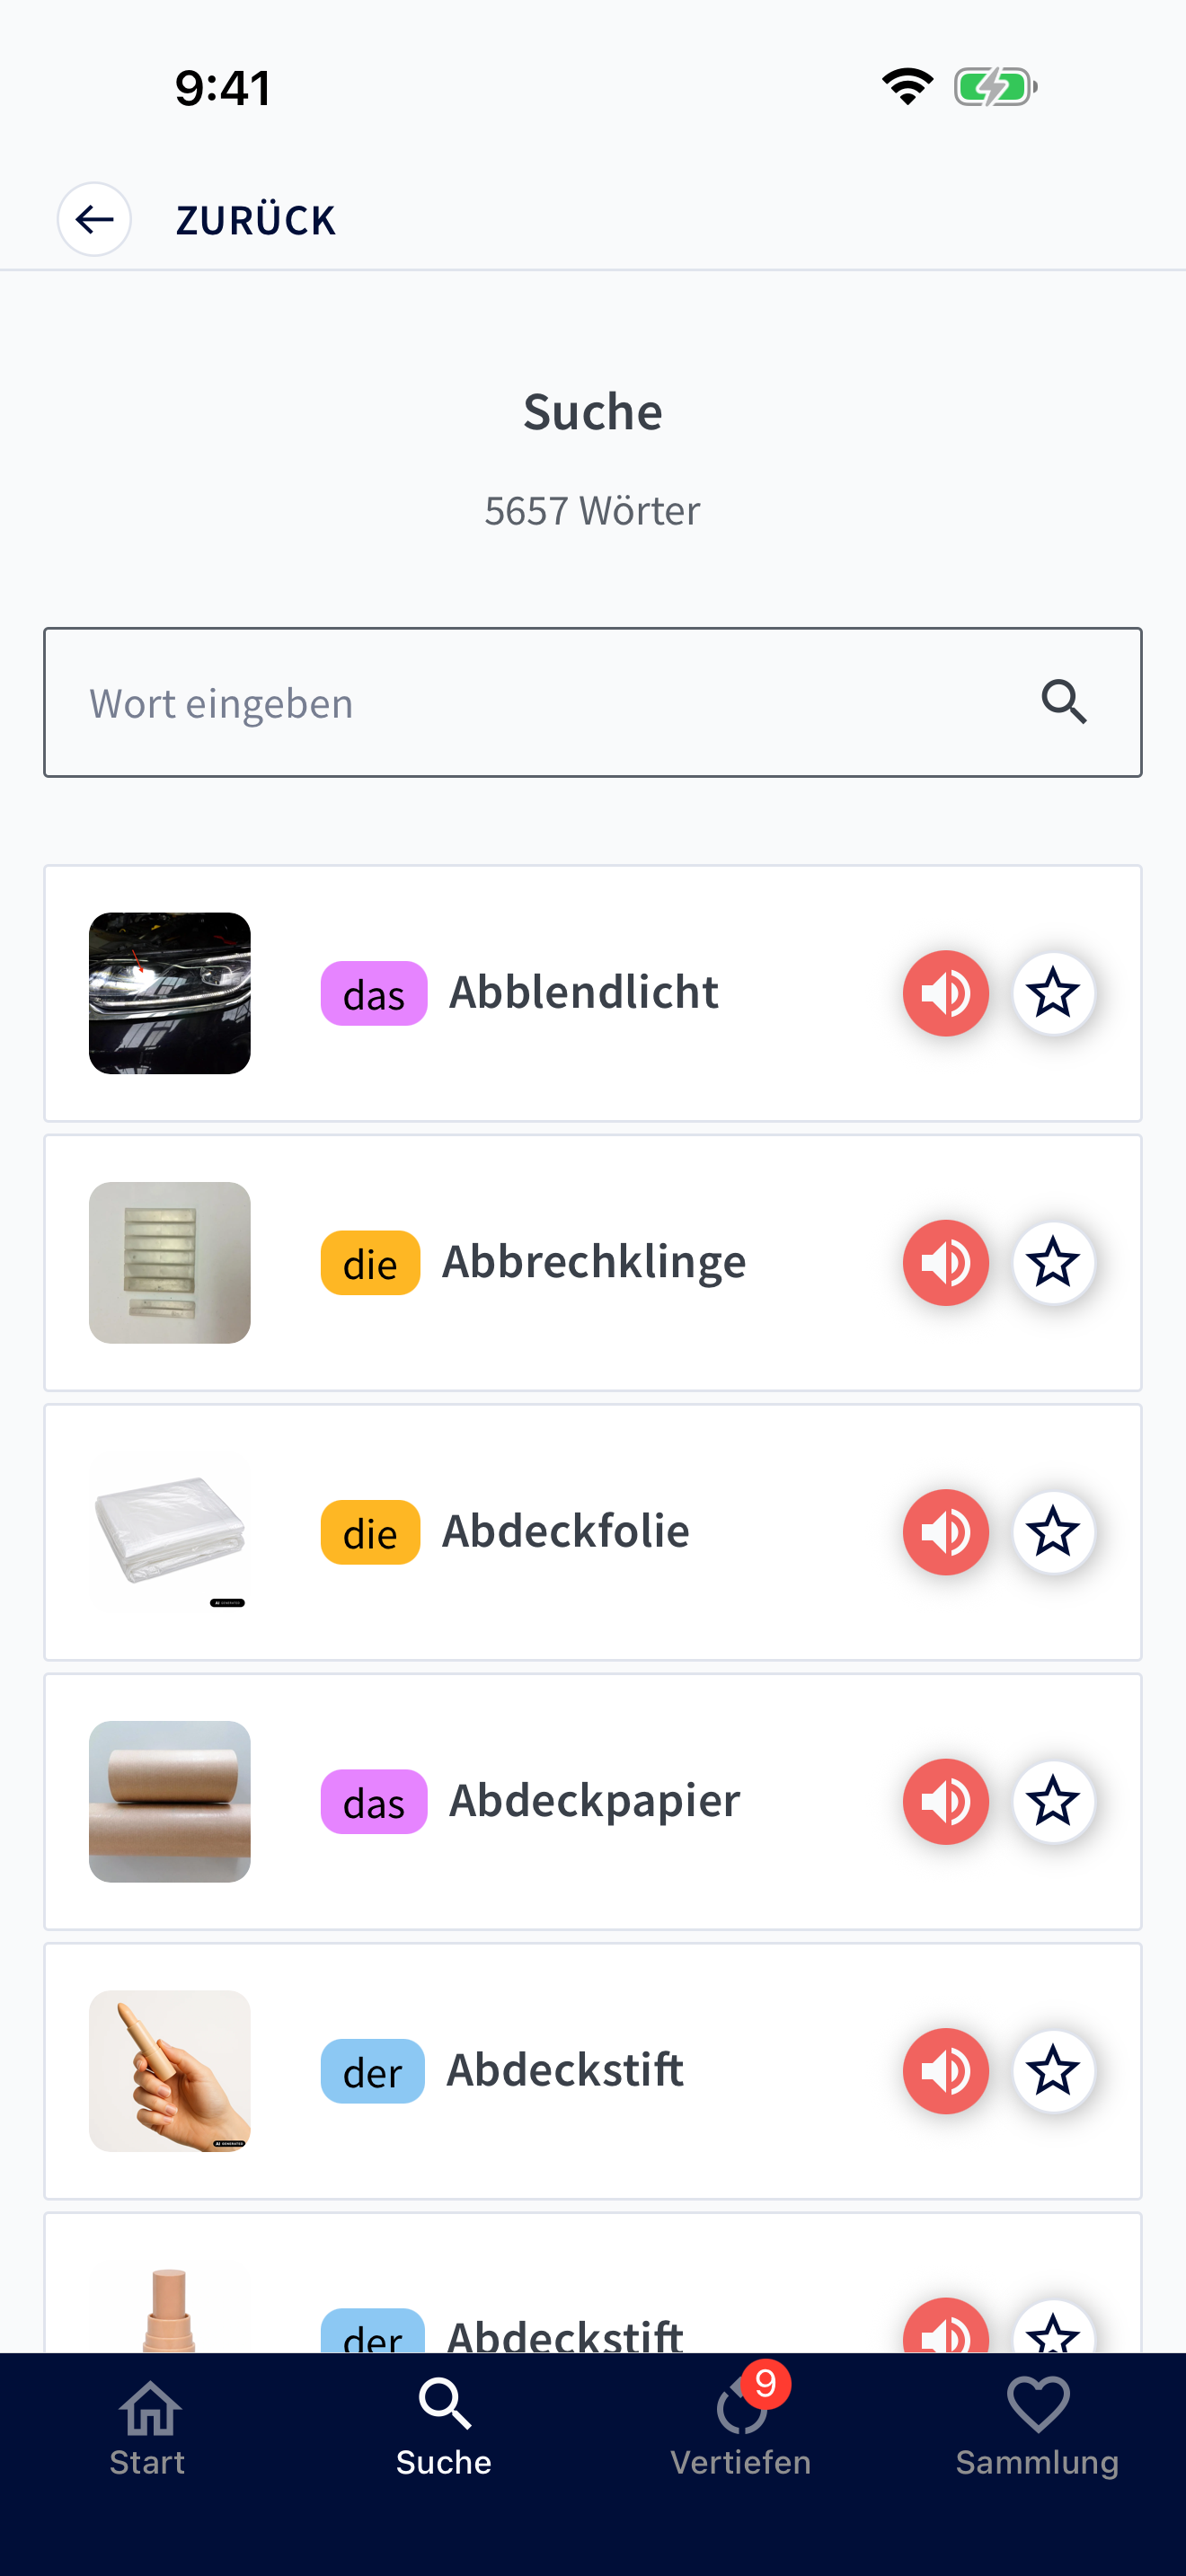 9:41
ZURÜCK
Suche
5657 Wörter
Wort eingeben
das Abblendlicht
die Abbrechklinge
die Abdeckfolie
das Abdeckpapier
der Abdeckstift
der Abdeckstift
9
Start
Suche
Vertiefen
Sammlung